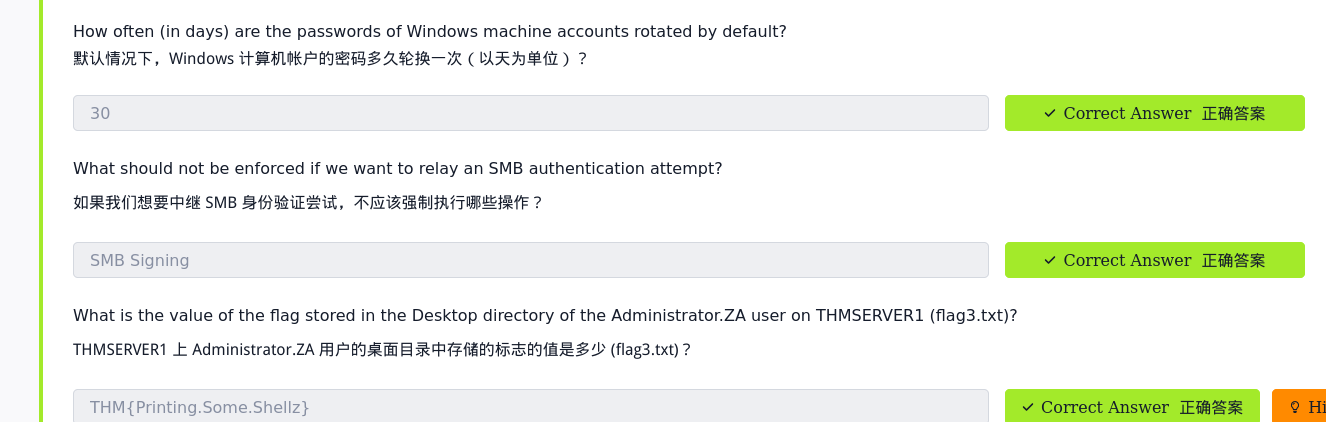 How often (in days) are the passwords of Windows machine accounts rotated by default?
默认情况下，Windows 计算机帐户的密码多久轮换一次（以天为单位）？
30
Correct Answer 正确答案
What should not be enforced if we want to relay an SMB authentication attempt?
如果我们想要中继 SMB 身份验证尝试，不应该强制执行哪些操作？
SMB Signing
Correct Answer 正确答案
What is the value of the flag stored in the Desktop directory of the Administrator.ZA user on THMSERVER1 (flag3.txt)?
THMSERVER1 上 Administrator.ZA 用户的桌面目录中存储的标志的值是多少 (flag3.txt)？
THM{Printing.Some.Shellz}
Correct Answer 正确答案